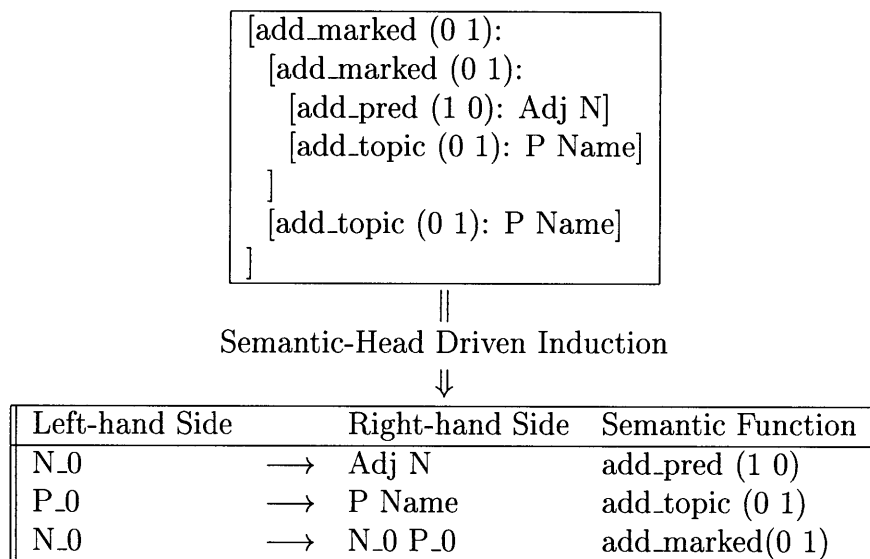 [add_marked (0 1):
[add_marked (0 1):
[add_pred (1 0): Adj N]
[add_topic (0 1): P Name]
]
[add_topic (0 1): P Name]
]
⇓
Semantic-Head Driven Induction
⇓
Left-hand Side Right-hand Side Semantic Function
N_0 ⟶ Adj N add_pred (1 0)
P_0 ⟶ P Name add_topic (0 1)
N_0 ⟶ N_0 P_0 add_marked(0 1)